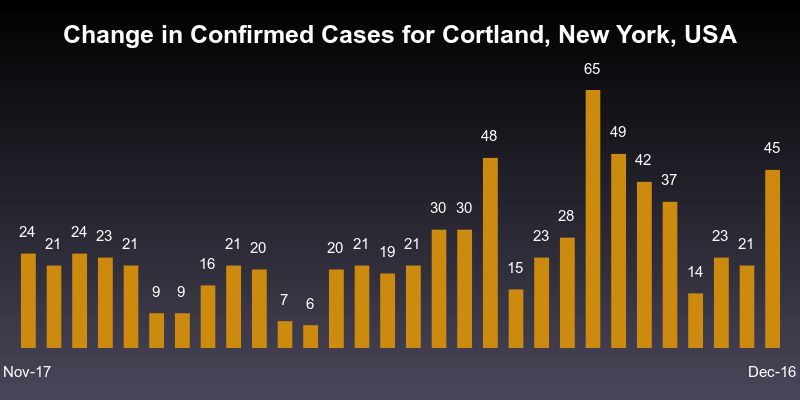 Change in Confirmed Cases for Cortland, New York, USA
24 21 24 23 21 9 9 16 21 20 7 6 20 21 19 21 30 30 48 15 23 28 65 49 42 37 14 23 21 45
Nov-17 Dec-16